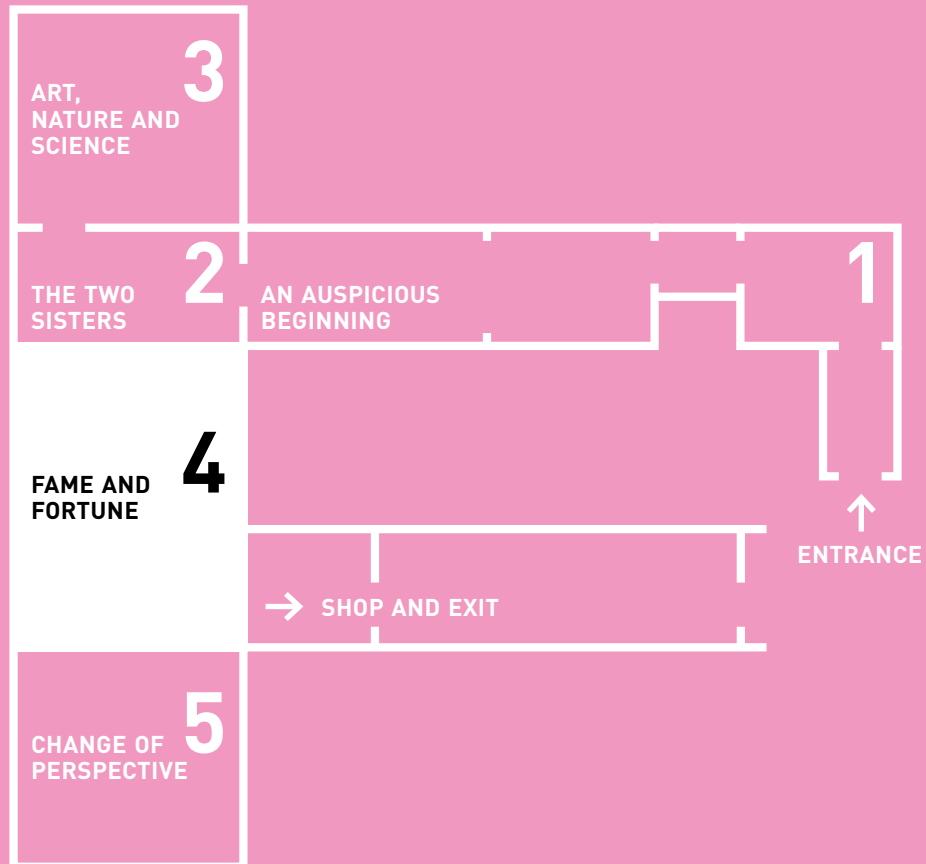 3
ART,
NATURE AND
SCIENCE
2
THE TWO
SISTERS
AN AUSPICIOUS
BEGINNING
1
4
FAME AND
FORTUNE
ENTRANCE
SHOP AND EXIT
5
CHANGE OF
PERSPECTIVE